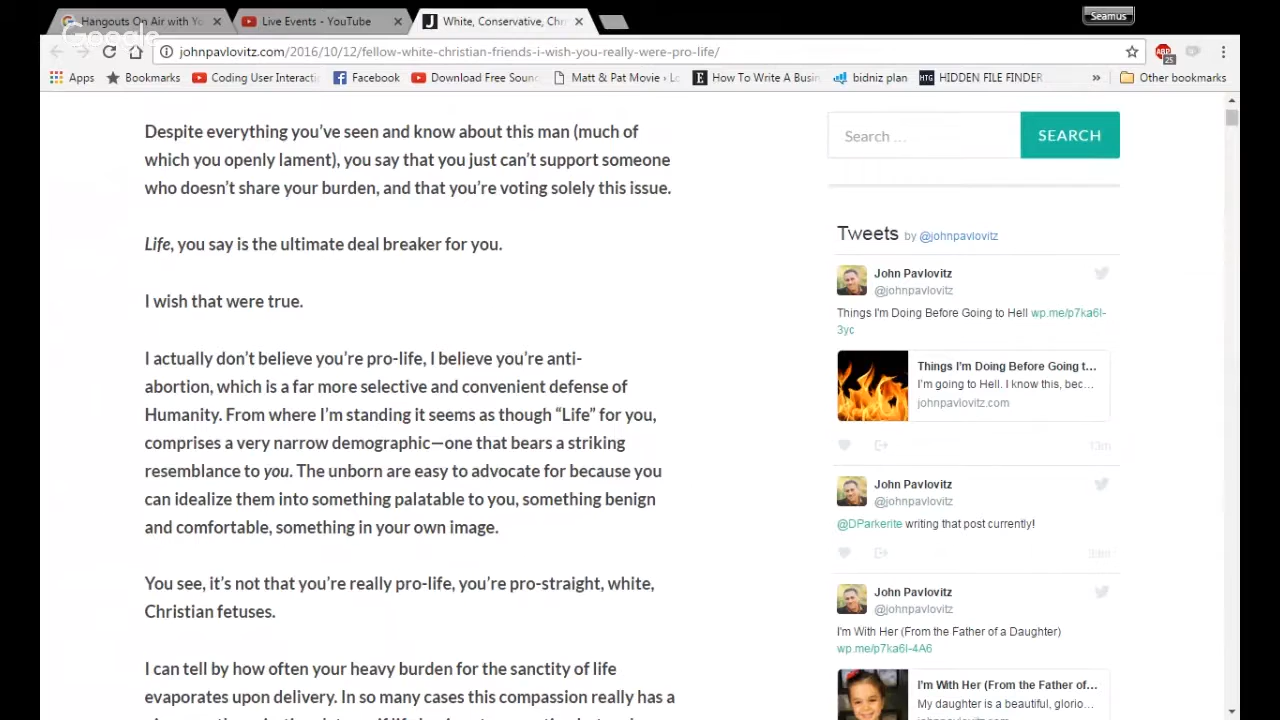 Hangouts On Air with Yo
Live Events - YouTube
White, Conservative, Chr
Seamus
Google
johnpavlovitz.com/2016/10/12/fellow-white-christian-friends-i-wish-you-really-were-pro-life/
ABP
25
Apps
Bookmarks
Coding User Interacti
Facebook
Download Free Soun
Matt & Pat Movie › Lo
E How To Write A Busin
bidniz plan
HTG HIDDEN FILE FINDER
»
Other bookmarks
Despite everything you've seen and know about this man (much of
which you openly lament), you say that you just can't support someone
who doesn't share your burden, and that you're voting solely this issue.
Life, you say is the ultimate deal breaker for you.
I wish that were true.
I actually don't believe you're pro-life, I believe you're anti-
abortion, which is a far more selective and convenient defense of
Humanity. From where I'm standing it seems as though “Life” for you,
comprises a very narrow demographic—one that bears a striking
resemblance to you. The unborn are easy to advocate for because you
can idealize them into something palatable to you, something benign
and comfortable, something in your own image.
You see, it's not that you're really pro-life, you're pro-straight, white,
Christian fetuses.
I can tell by how often your heavy burden for the sanctity of life
evaporates upon delivery. In so many cases this compassion really has a
Search ...
SEARCH
Tweets by @johnpavlovitz
John Pavlovitz
@johnpavlovitz
Things I'm Doing Before Going to Hell wp.me/p7ka6l-
3yc
Things I'm Doing Before Going t...
I'm going to Hell. I know this, bec...
johnpavlovitz.com
13m
John Pavlovitz
@johnpavlovitz
@DParkerite writing that post currently!
John Pavlovitz
@johnpavlovitz
I'm With Her (From the Father of a Daughter)
wp.me/p7ka6l-4A6
I'm With Her (From the Father of...
My daughter is a beautiful, glorio...